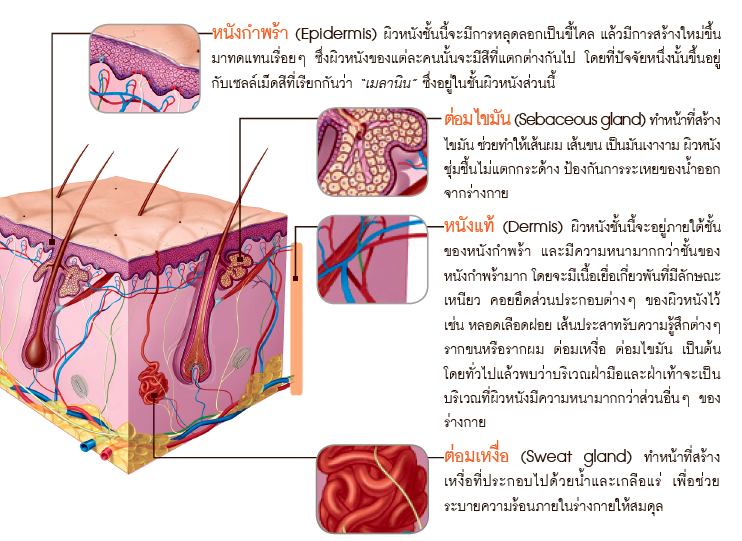 หนังกำพร้า (Epidermis) ผิวหนังชั้นนี้จะมีการหลุดลอกเป็นขี้ไคล แล้วมีการสร้างใหม่ขึ้น
มาทดแทนเรื่อยๆ ซึ่งผิวหนังของแต่ละคนนั้นจะมีสีที่แตกต่างกันไป โดยที่ปัจจัยหนึ่งนั้นขึ้นอยู่
กับเซลล์เม็ดสีที่เรียกกันว่า "เมลานิน" ซึ่งอยู่ในชั้นผิวหนังส่วนนี้
ต่อมไขมัน (Sebaceous gland) ทำหน้าที่สร้าง
ไขมัน ช่วยทำให้เส้นผม เส้นขน เป็นมันเงางาม ผิวหนัง
ชุ่มชื้นไม่แตกกระด้าง ป้องกันการระเหยของน้ำออก
จากร่างกาย
หนังแท้ (Dermis) ผิวหนังชั้นนี้จะอยู่ภายใต้ชั้น
ของหนังกำพร้า และมีความหนามากกว่าชั้นของ
หนังกำพร้ามาก โดยจะมีเนื้อเยื่อเกี่ยวพันที่มีลักษณะ
เหนียว คอยยึดส่วนประกอบต่างๆ ของผิวหนังไว้
เช่น หลอดเลือดฝอย เส้นประสาทรับความรู้สึกต่างๆ
รากขนหรือรากผม ต่อมเหงื่อ ต่อมไขมัน เป็นต้น
โดยทั่วไปแล้วพบว่าบริเวณฝ่ามือและฝ่าเท้าจะเป็น
บริเวณที่ผิวหนังมีความหนามากกว่าส่วนอื่นๆ ของ
ร่างกาย
ต่อมเหงื่อ (Sweat gland) ทำหน้าที่สร้าง
เหงื่อที่ประกอบไปด้วยน้ำและเกลือแร่ เพื่อช่วย
ระบายความร้อนภายในร่างกายให้สมดุล